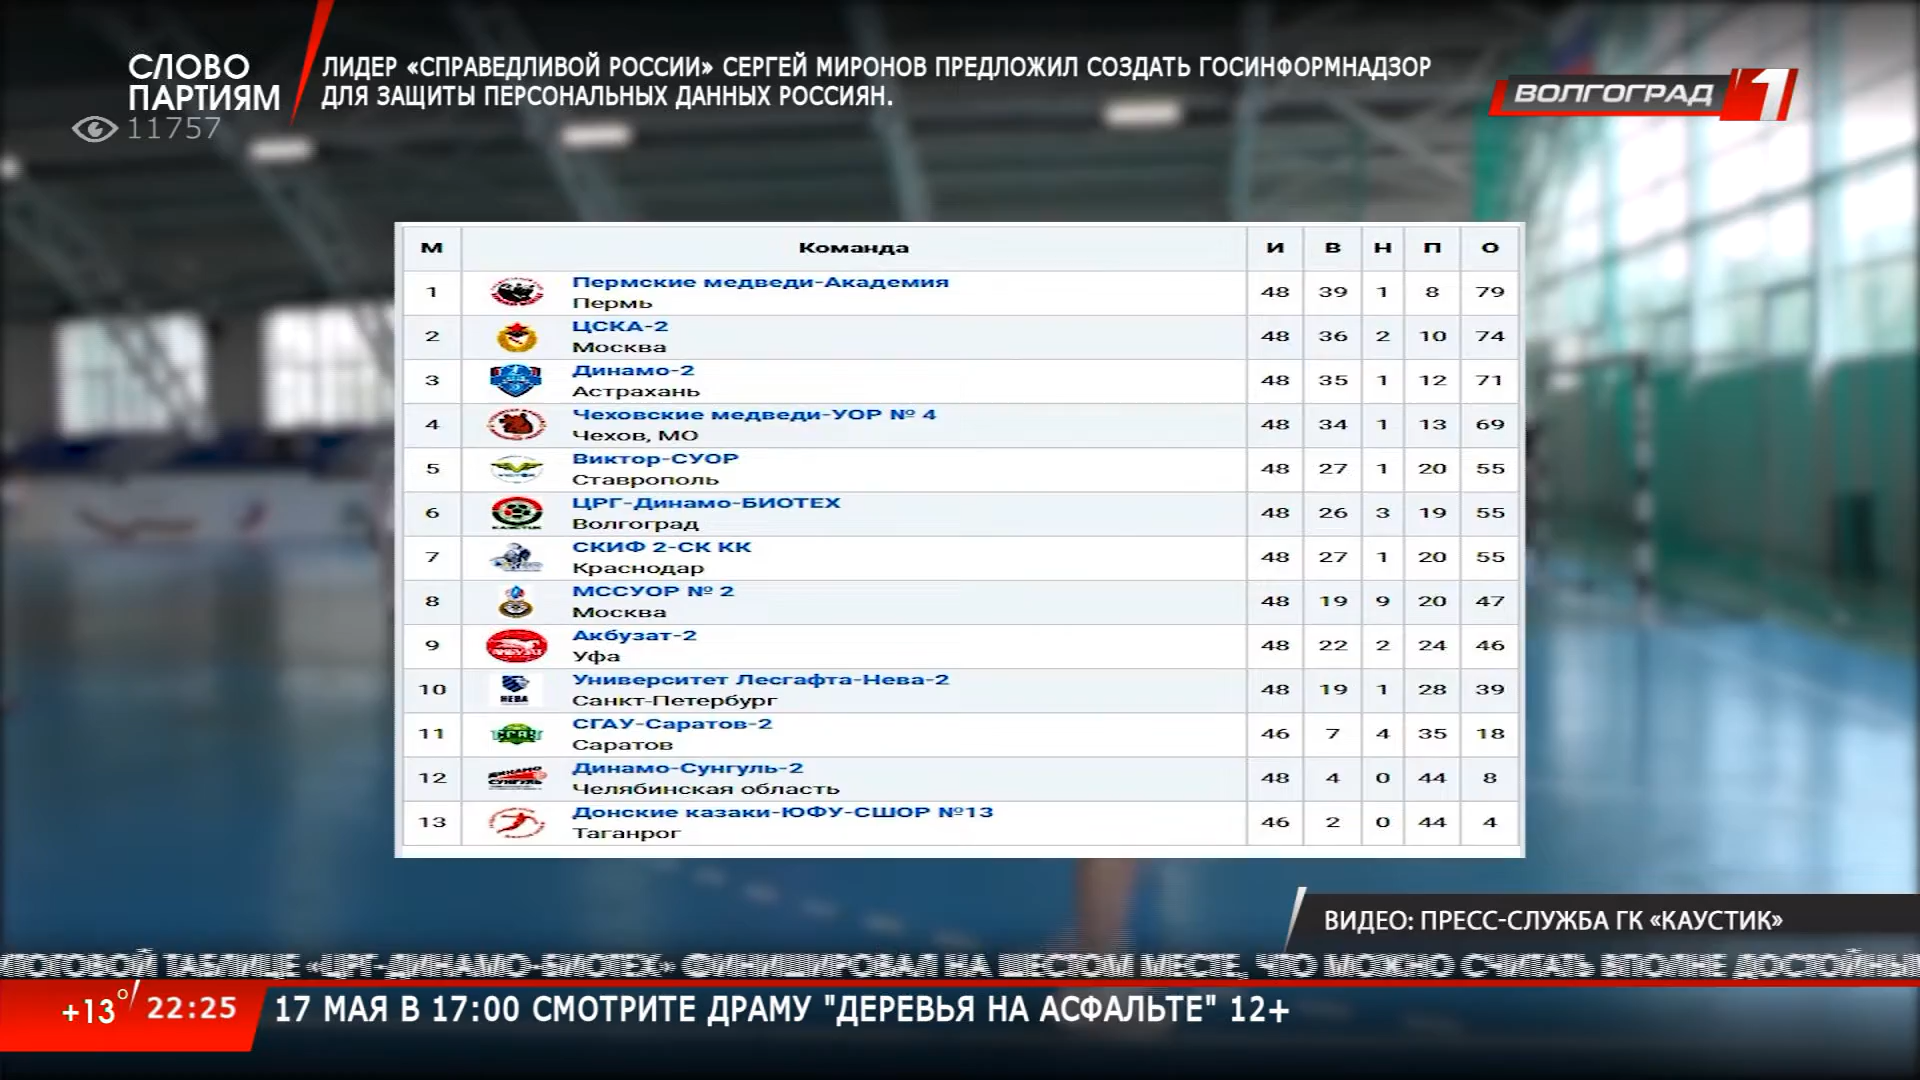 СЛОВО
ПАРТИЯМ
11757
ЛИДЕР «СПРАВЕДЛИВОЙ РОССИИ» СЕРГЕЙ МИРОНОВ ПРЕДЛОЖИЛ СОЗДАТЬ ГОСИНФОРМНАДЗОР
ДЛЯ ЗАЩИТЫ ПЕРСОНАЛЬНЫХ ДАННЫХ РОССИЯН.
ВОЛГОГРАД 1
М Команда И В Н П О
1 Пермские медведи-Академия 48 39 1 8 79
Пермь
2 ЦСКА-2 48 36 2 10 74
Москва
3 Динамо-2 48 35 1 12 71
Астрахань
4 Чеховские медведи-УОР № 4 48 34 1 13 69
Чехов, МО
5 Виктор-СУОР 48 27 1 20 55
Ставрополь
6 ЦРГ-Динамо-БИОТЕХ 48 26 3 19 55
Волгоград
7 СКИФ 2-СК КК 48 27 1 20 55
Краснодар
8 МССУОР № 2 48 19 9 20 47
Москва
9 АКБУЗАТ Акбузат-2 48 22 2 24 46
Уфа
10 НЕВА Университет Лесгафта-Нева-2 48 19 1 28 39
Санкт-Петербург
11 СГАУ СГАУ-Саратов-2 46 7 4 35 18
Саратов
12 ДИНАМО СУНГУЛЬ Динамо-Сунгуль-2 48 4 0 44 8
Челябинская область
13 Донские казаки-ЮФУ-СШОР №13 46 2 0 44 4
Таганрог
ВИДЕО: ПРЕСС-СЛУЖБА ГК «КАУСТИК»
ТАБЛИЦЕ «ЦРГ-ДИНАМО-БИОТЕХ» ФИНИШИРОВАЛ НА ШЕСТОМ МЕСТЕ, ЧТО МОЖНО СЧИТАТЬ ВПОЛНЕ ДОСТОЙНЫМ
+13° 22:25 17 МАЯ В 17:00 СМОТРИТЕ ДРАМУ "ДЕРЕВЬЯ НА АСФАЛЬТЕ" 12+